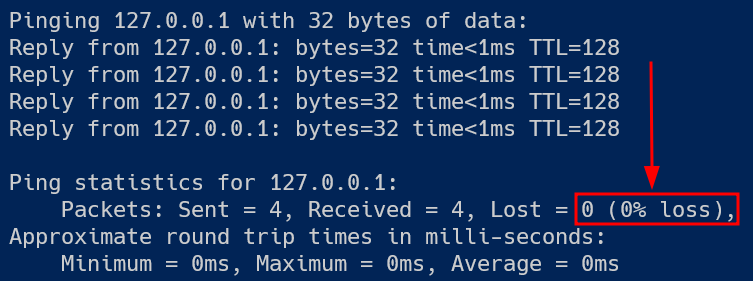 Pinging 127.0.0.1 with 32 bytes of data:
Reply from 127.0.0.1: bytes=32 time<1ms TTL=128
Reply from 127.0.0.1: bytes=32 time<1ms TTL=128
Reply from 127.0.0.1: bytes=32 time<1ms TTL=128
Reply from 127.0.0.1: bytes=32 time<1ms TTL=128
Ping statistics for 127.0.0.1:
Packets: Sent = 4, Received = 4, Lost = 0 (0% loss),
Approximate round trip times in milli-seconds:
Minimum = 0ms, Maximum = 0ms, Average = 0ms